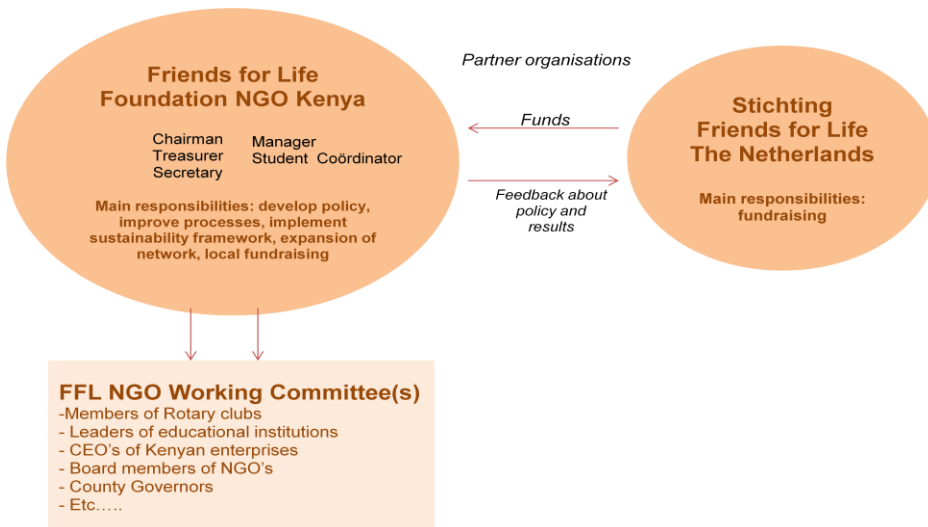 Friends for Life
Foundation NGO Kenya
Chairman
Treasurer
Secretary
Manager
Student Coördinator
Main responsibilities: develop policy,
improve processes, implement
sustainability framework, expansion of
network, local fundraising
Partner organisations
Funds
Feedback about
policy and
results
Stichting
Friends for Life
The Netherlands
Main responsibilities:
fundraising
FFL NGO Working Committee(s)
-Members of Rotary clubs
- Leaders of educational institutions
- CEO's of Kenyan enterprises
- Board members of NGO's
- County Governors
- Etc…..